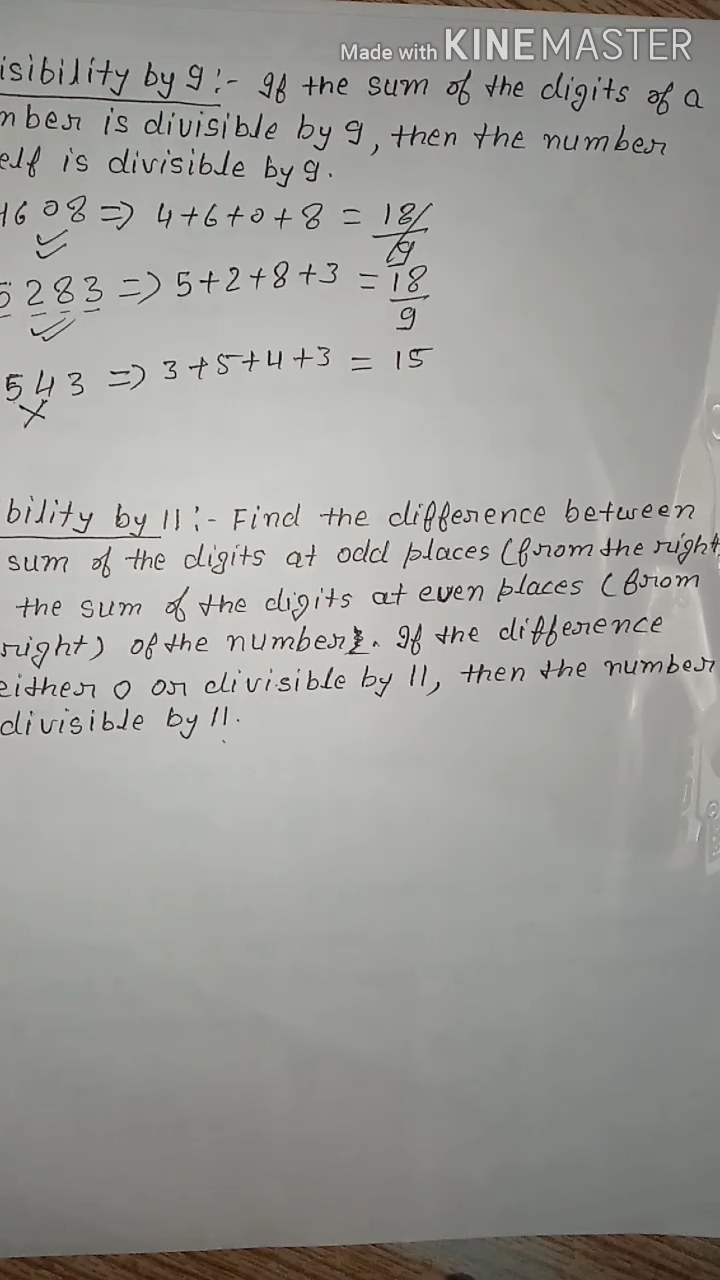 Made with KINEMASTER
isibility by 9 :- If the sum of the digits of a
mber is divisible by 9, then the number
elf is divisible by 9.
4608 => 4+6+0+8 = 18/9
5283 => 5+2+8+3 = 18/9
543 => 3+5+4+3 = 15
bility by 11 :- Find the difference between
sum of the digits at odd places (from the right
the sum of the digits at even places (from
right) of the number. If the difference
either 0 or divisible by 11, then the number
divisible by 11.